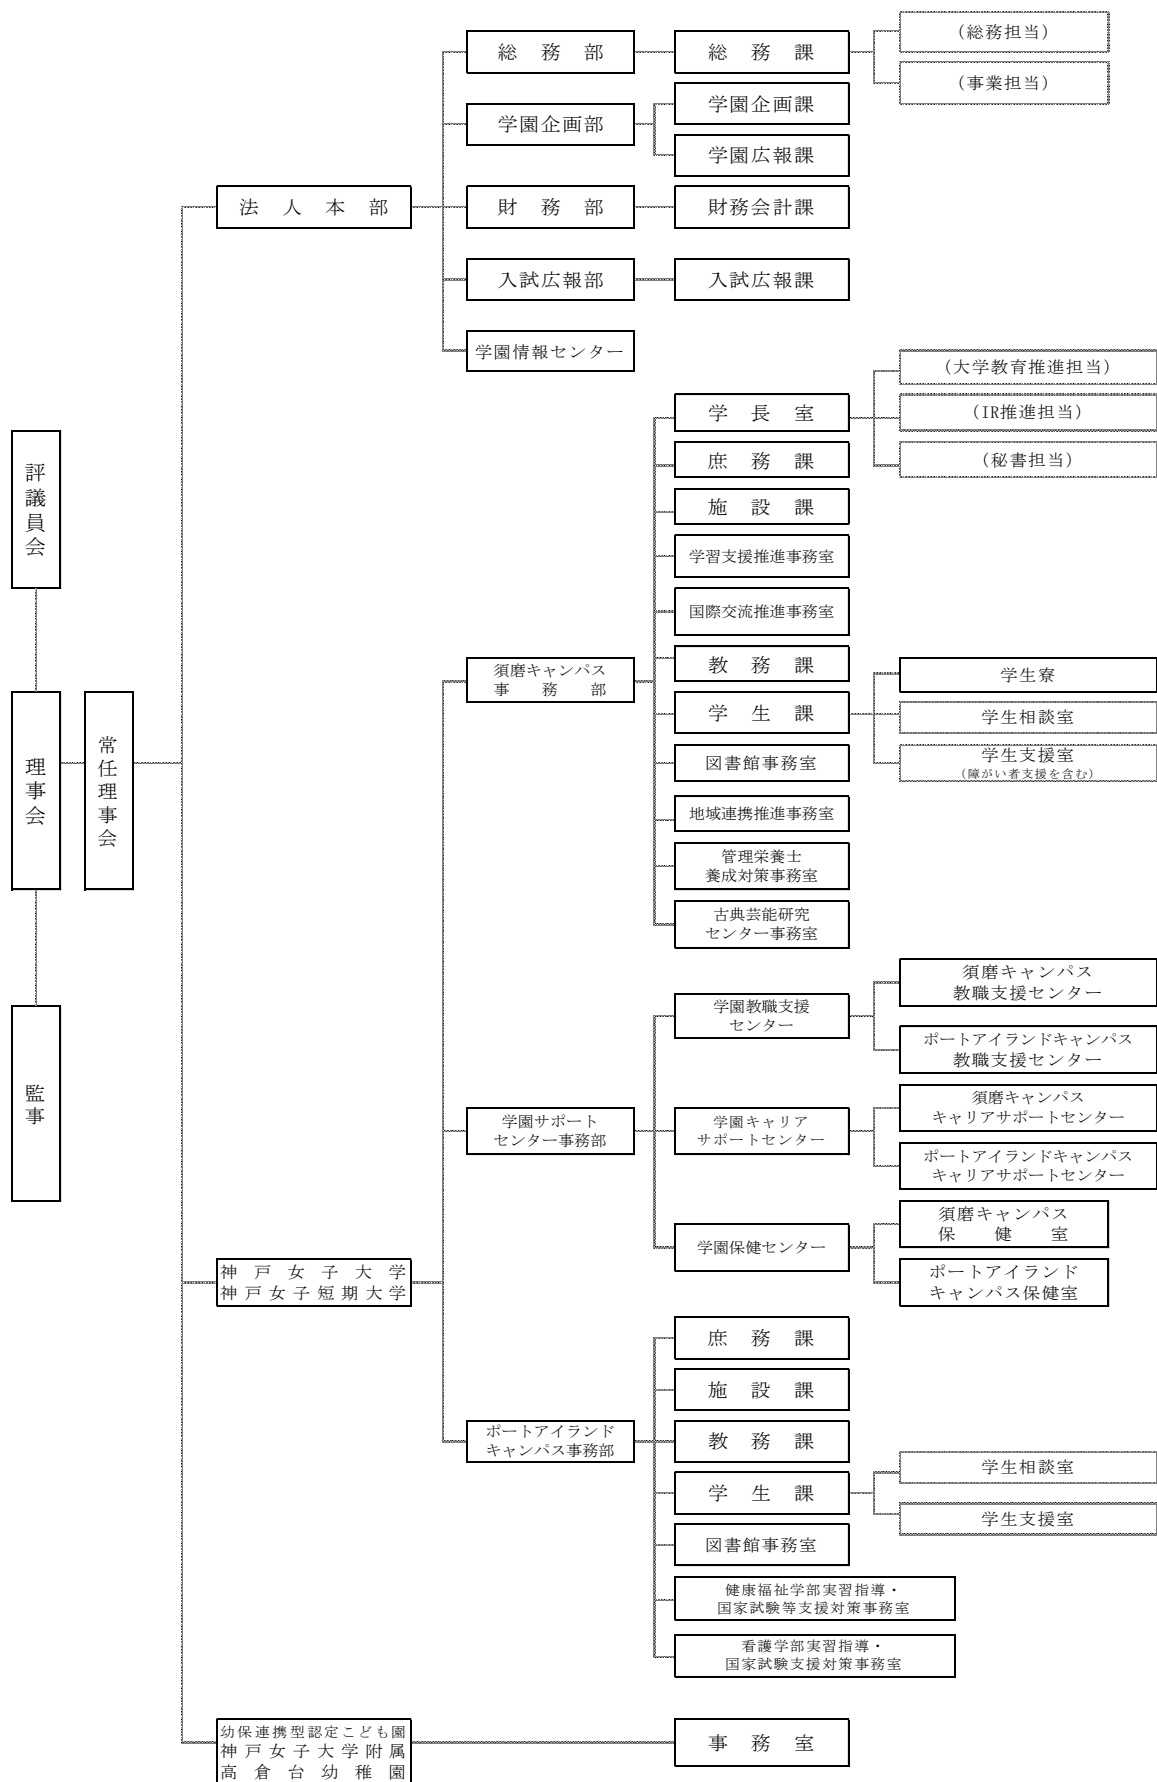 評議員会
理事会
監事
常任理事会
法人本部
総務部
総務課
（総務担当）
（事業担当）
学園企画部
学園企画課
学園広報課
財務部
財務会計課
入試広報部
入試広報課
学園情報センター
神戸女子大学
神戸女子短期大学
須磨キャンパス
事務部
学長室
（大学教育推進担当）
（IR推進担当）
（秘書担当）
庶務課
施設課
学習支援推進事務室
国際交流推進事務室
教務課
学生課
学生寮
学生相談室
学生支援室
（障がい者支援を含む）
図書館事務室
地域連携推進事務室
管理栄養士
養成対策事務室
古典芸能研究
センター事務室
学園サポート
センター事務部
学園教職支援
センター
須磨キャンパス
教職支援センター
ポートアイランドキャンパス
教職支援センター
学園キャリア
サポートセンター
須磨キャンパス
キャリアサポートセンター
ポートアイランドキャンパス
キャリアサポートセンター
学園保健センター
須磨キャンパス
保健室
ポートアイランド
キャンパス保健室
ポートアイランド
キャンパス事務部
庶務課
施設課
教務課
学生課
学生相談室
学生支援室
図書館事務室
健康福祉学部実習指導・
国家試験等支援対策事務室
看護学部実習指導・
国家試験支援対策事務室
幼保連携型認定こども園
神戸女子大学附属
高倉台幼稚園
事務室